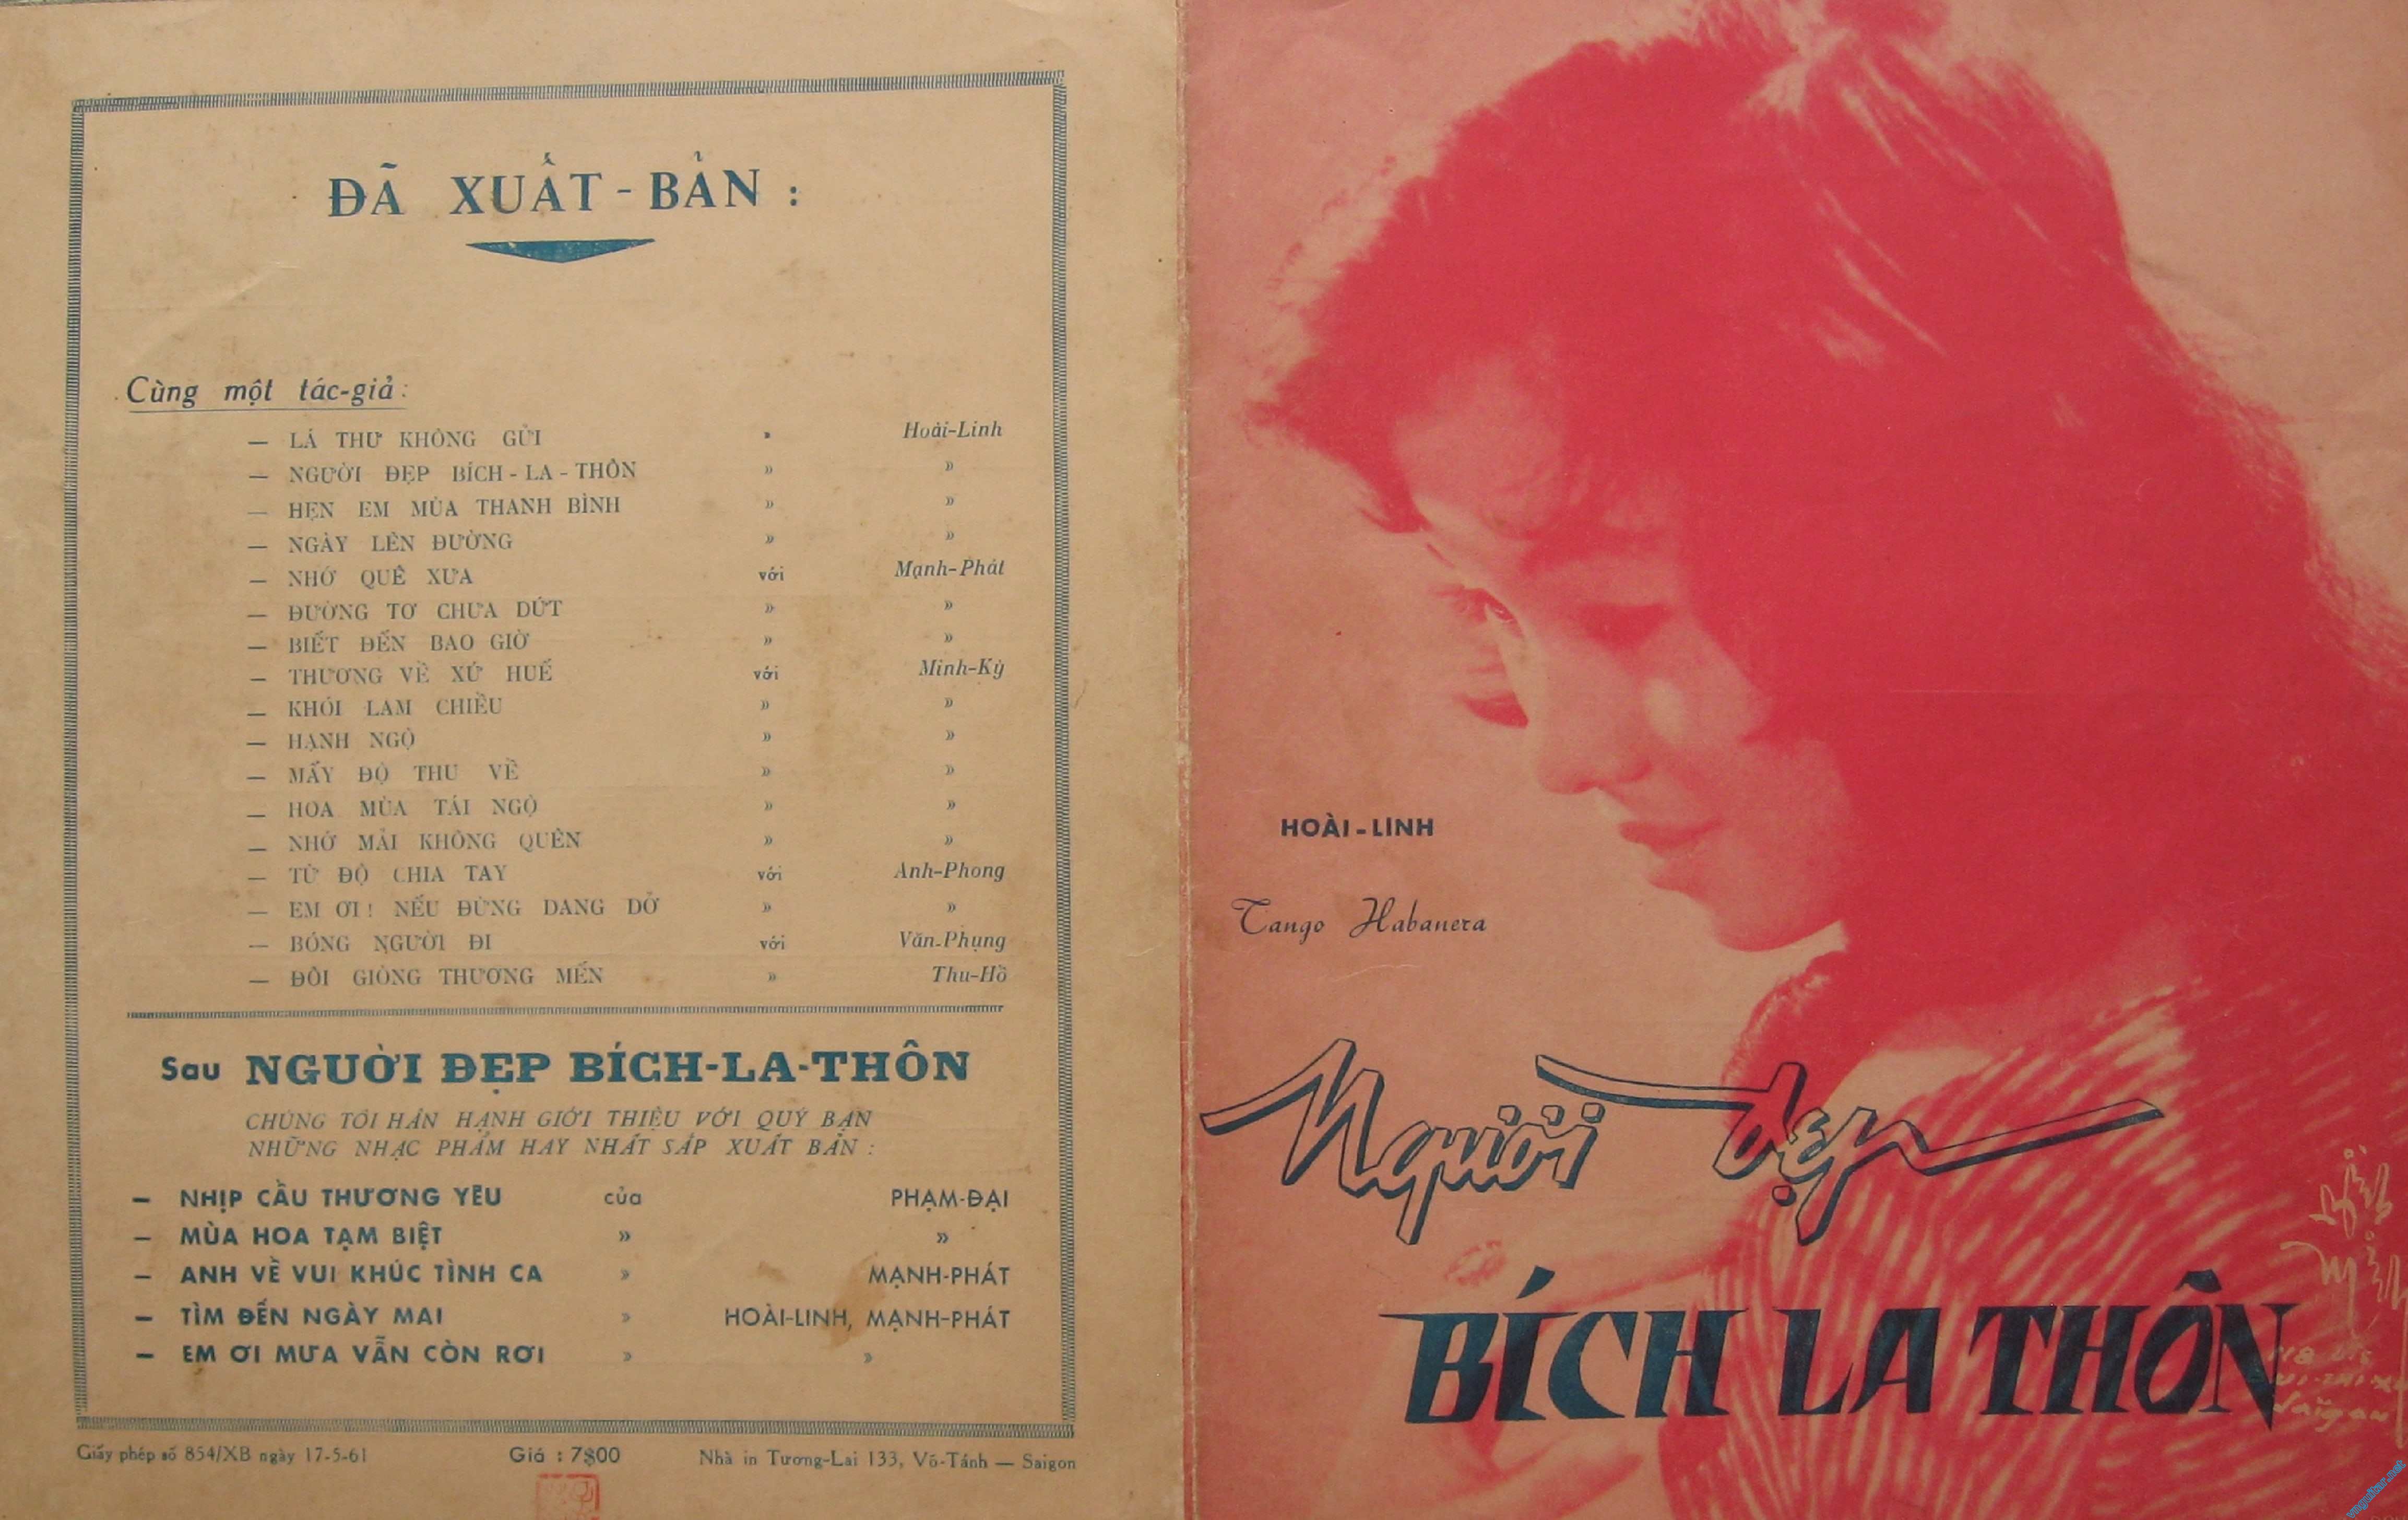 ĐÃ XUẤT - BẢN :
Cùng một tác-giả :
— LÁ THƯ KHÔNG GỬI » Hoài-Linh
— NGƯỜI ĐẸP BÍCH - LA - THÔN » »
— HẸN EM MÙA THANH BÌNH » »
— NGÀY LÊN ĐƯỜNG » »
— NHỚ QUÊ XƯA với Mạnh-Phát
— ĐƯỜNG TƠ CHƯA DỨT » »
— BIẾT ĐẾN BAO GIỜ » »
— THƯƠNG VỀ XỨ HUẾ với Minh-Kỳ
— KHÓI LAM CHIỀU » »
— HẠNH NGỘ » »
— MẤY ĐỘ THU VỀ » »
— HOA MÙA TÁI NGỘ » »
— NHỚ MÃI KHÔNG QUÊN » »
— TỪ ĐỘ CHIA TAY với Anh-Phong
— EM ƠI ! NẾU ĐỪNG DANG DỞ » »
— BÓNG NGƯỜI ĐI với Văn-Phụng
— ĐÔI GIÒNG THƯƠNG MẾN » Thu-Hồ
Sau NGƯỜI ĐẸP BÍCH-LA-THÔN
CHÚNG TÔI HÂN HẠNH GIỚI THIỆU VỚI QUÝ BẠN
NHỮNG NHẠC PHẨM HAY NHẤT SẮP XUẤT BẢN :
— NHỊP CẦU THƯƠNG YÊU của PHẠM-ĐẠI
— MÙA HOA TẠM BIỆT » »
— ANH VỀ VUI KHÚC TÌNH CA » MẠNH-PHÁT
— TÌM ĐẾN NGÀY MAI » HOÀI-LINH, MẠNH-PHÁT
— EM ƠI MƯA VẪN CÒN RƠI » »
Giấy phép số 854/XB ngày 17-5-61 Giá : 7$00 Nhà in Tương-Lai 133, Võ-Tánh — Saigon
HOÀI-LINH
Tango Habanera
Người đẹp
BÍCH LA THÔN
Saigon
vnguitar.net